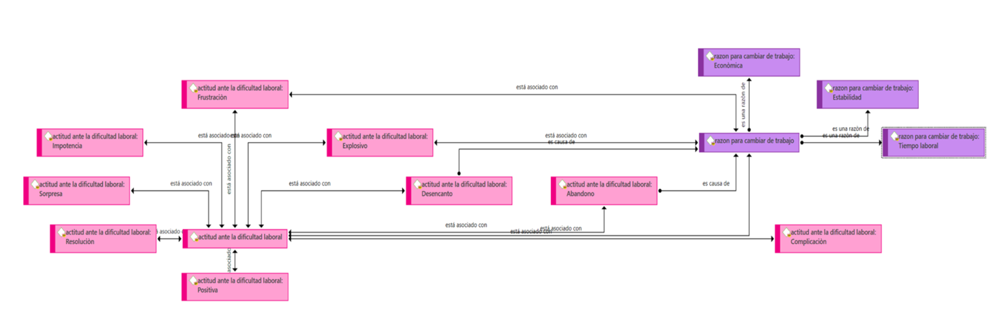 razon para cambiar de trabajo:
Económica
actitud ante la dificultad laboral:
Frustración
está asociado con
es una razón de
razon para cambiar de trabajo:
Estabilidad
actitud ante la dificultad laboral:
Impotencia
está asociado con
está asociado con
actitud ante la dificultad laboral:
Explosivo
está asociado con
es causa de
razon para cambiar de trabajo
es una razón de
es una razón de
razon para cambiar de trabajo:
Tiempo laboral
está asociado con
actitud ante la dificultad laboral:
Sorpresa
está asociado con
está asociado con
actitud ante la dificultad laboral:
Desencanto
actitud ante la dificultad laboral:
Abandono
es causa de
actitud ante la dificultad laboral:
Resolución
asociado
actitud ante la dificultad laboral
está asociado con
está asociado con
está asociado con
actitud ante la dificultad laboral:
Complicación
asociado
actitud ante la dificultad laboral:
Positiva